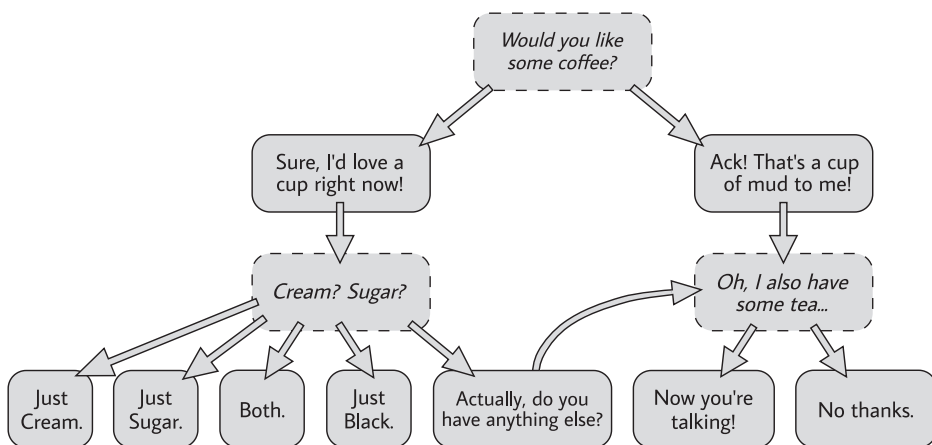 Would you like
some coffee?
Sure, I'd love a
cup right now!
Ack! That's a cup
of mud to me!
Cream? Sugar?
Oh, I also have
some tea...
Just
Cream.
Just
Sugar.
Both.
Just
Black.
Actually, do you
have anything else?
Now you're
talking!
No thanks.